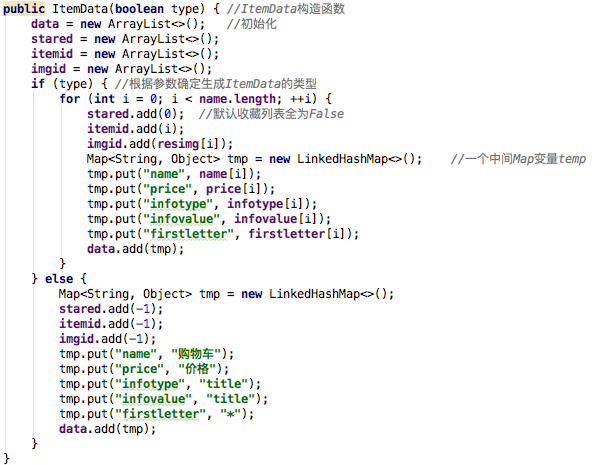 public ItemData(boolean type) { //ItemData构造函数
    data = new ArrayList<>();   //初始化
    stared = new ArrayList<>();
    itemid = new ArrayList<>();
    imgid = new ArrayList<>();
    if (type) { //根据参数确定生成ItemData的类型
        for (int i = 0; i < name.length; ++i) {
            stared.add(0);  //默认收藏列表全为False
            itemid.add(i);
            imgid.add(resimg[i]);
            Map<String, Object> tmp = new LinkedHashMap<>();    //一个中间Map变量temp
            tmp.put("name", name[i]);
            tmp.put("price", price[i]);
            tmp.put("infotype", infotype[i]);
            tmp.put("infovalue", infovalue[i]);
            tmp.put("firstletter", firstletter[i]);
            data.add(tmp);
        }
    } else {
        Map<String, Object> tmp = new LinkedHashMap<>();
        stared.add(-1);
        itemid.add(-1);
        imgid.add(-1);
        tmp.put("name", "购物车");
        tmp.put("price", "价格");
        tmp.put("infotype", "title");
        tmp.put("infovalue", "title");
        tmp.put("firstletter", "*");
        data.add(tmp);
    }
}